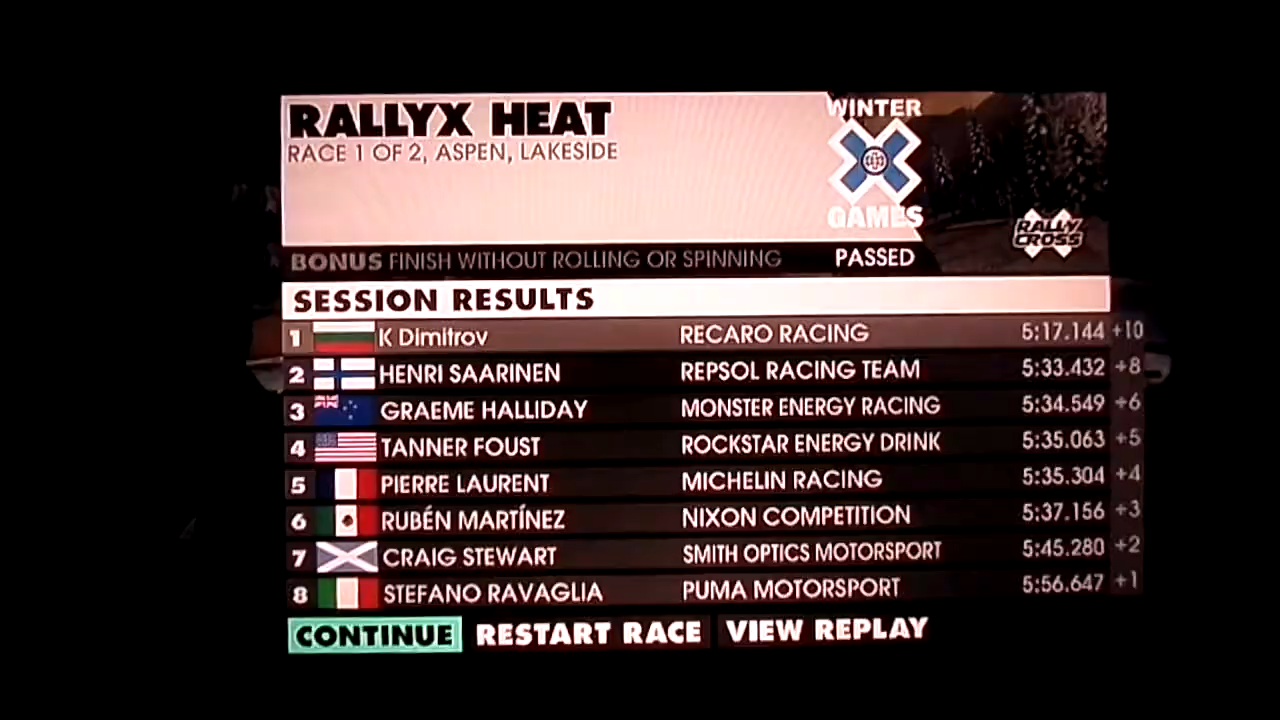 RALLYX HEAT
RACE 1 OF 2, ASPEN, LAKESIDE
WINTER
GAMES
RALLY
CROSS
BONUS FINISH WITHOUT ROLLING OR SPINNING PASSED
SESSION RESULTS
1 K Dimitrov RECARO RACING 5:17.144 +10
2 HENRI SAARINEN REPSOL RACING TEAM 5:33.432 +8
3 GRAEME HALLIDAY MONSTER ENERGY RACING 5:34.549 +6
4 TANNER FOUST ROCKSTAR ENERGY DRINK 5:35.063 +5
5 PIERRE LAURENT MICHELIN RACING 5:35.304 +4
6 RUBÉN MARTÍNEZ NIXON COMPETITION 5:37.156 +3
7 CRAIG STEWART SMITH OPTICS MOTORSPORT 5:45.280 +2
8 STEFANO RAVAGLIA PUMA MOTORSPORT 5:56.647 +1
CONTINUE RESTART RACE VIEW REPLAY